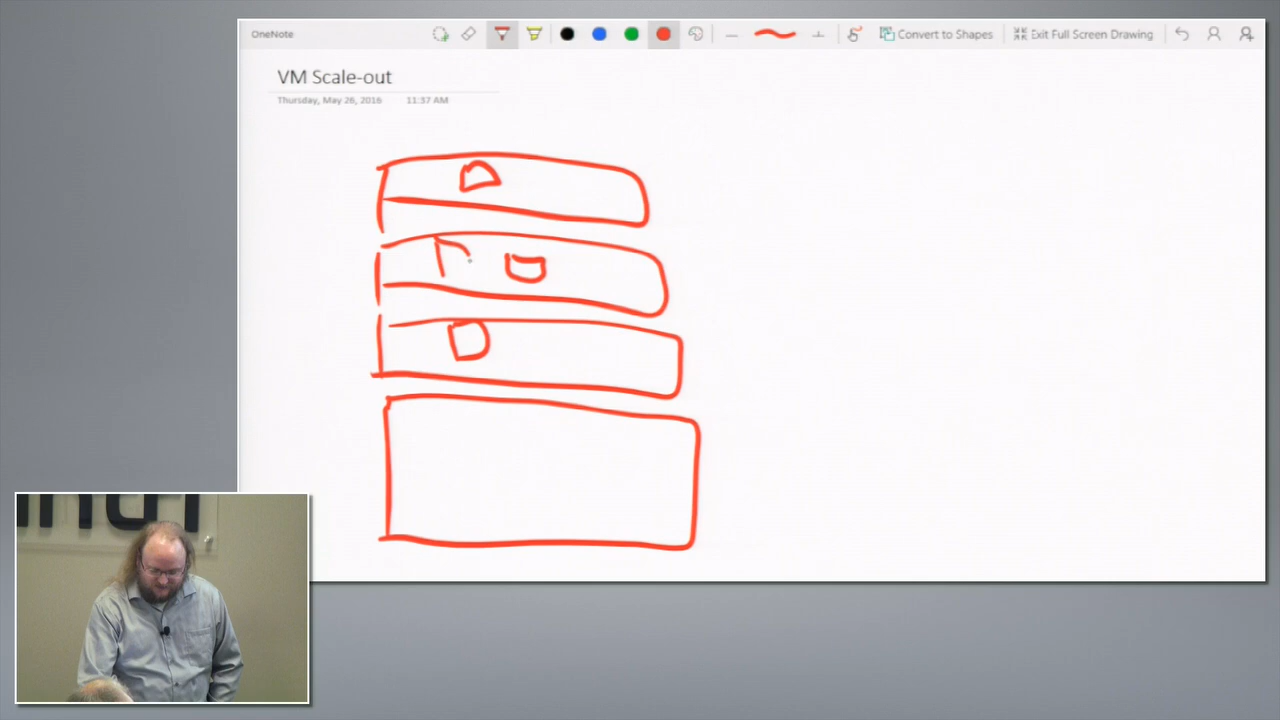 OneNote
Convert to Shapes
Exit Full Screen Drawing
VM Scale-out
Thursday, May 26, 2016
11:37 AM